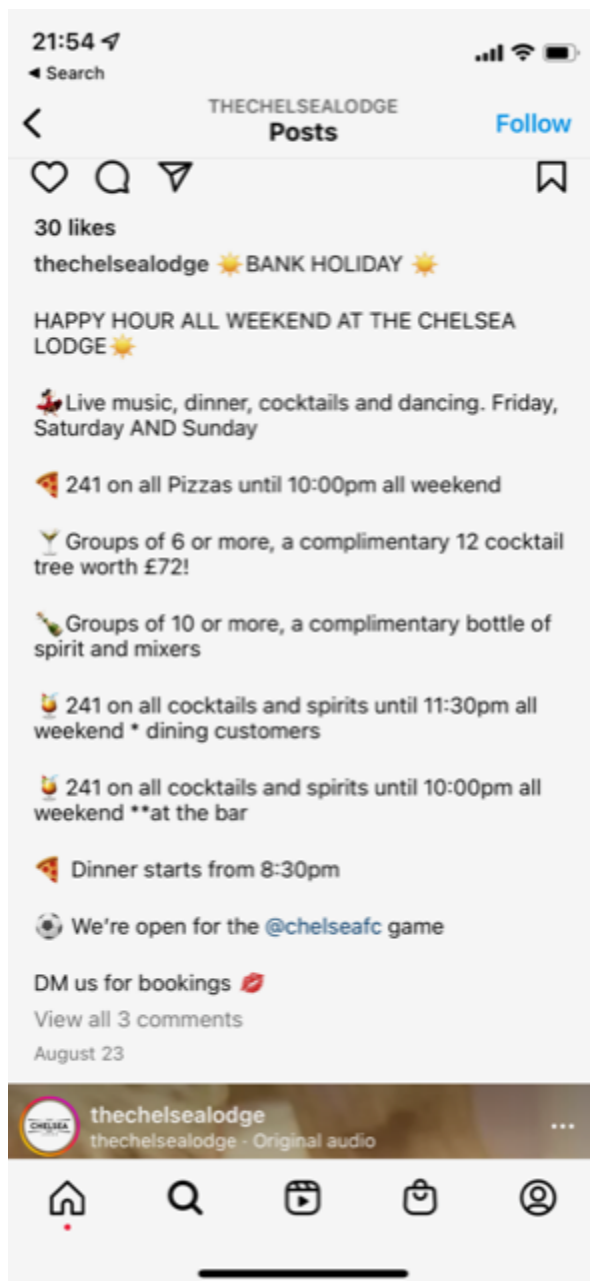 21:54
◀ Search
THECHELSEALODGE
Posts
Follow
30 likes
thechelsealodge ☀️BANK HOLIDAY ☀️
HAPPY HOUR ALL WEEKEND AT THE CHELSEA
LODGE☀️
💃Live music, dinner, cocktails and dancing. Friday,
Saturday AND Sunday
🍕 241 on all Pizzas until 10:00pm all weekend
🍸 Groups of 6 or more, a complimentary 12 cocktail
tree worth £72!
🍾Groups of 10 or more, a complimentary bottle of
spirit and mixers
🍹 241 on all cocktails and spirits until 11:30pm all
weekend * dining customers
🍹 241 on all cocktails and spirits until 10:00pm all
weekend **at the bar
🍕 Dinner starts from 8:30pm
⚽ We're open for the @chelseafc game
DM us for bookings 💋
View all 3 comments
August 23
CHELSEA
thechelsealodge
thechelsealodge · Original audio